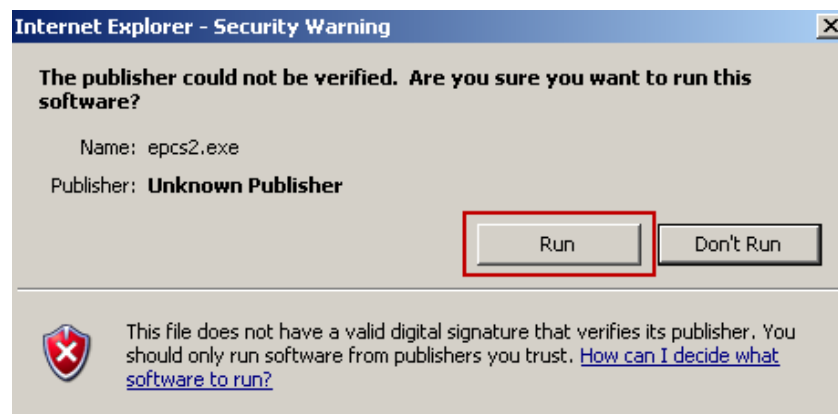 Internet Explorer - Security Warning
The publisher could not be verified.  Are you sure you want to run this
software?
Name: epcs2.exe
Publisher: Unknown Publisher
Run
Don't Run
This file does not have a valid digital signature that verifies its publisher. You
should only run software from publishers you trust. How can I decide what
software to run?